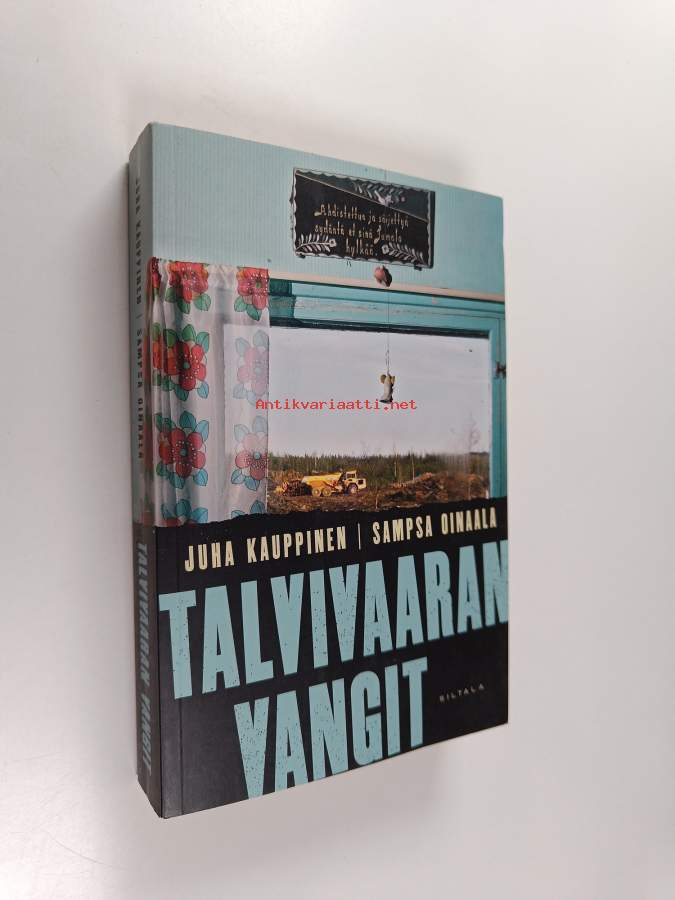 Ahdistettua ja särjettyä
sydäntä et sinä Jumala
hylkää.
Antikvariaatti.net
JUHA KAUPPINEN | SAMPSA OINAALA
TALVIVAARAN
VANGIT
SILTALA
JUHA KAUPPINEN | SAMPSA OINAALA
TALVIVAARAN VANGIT